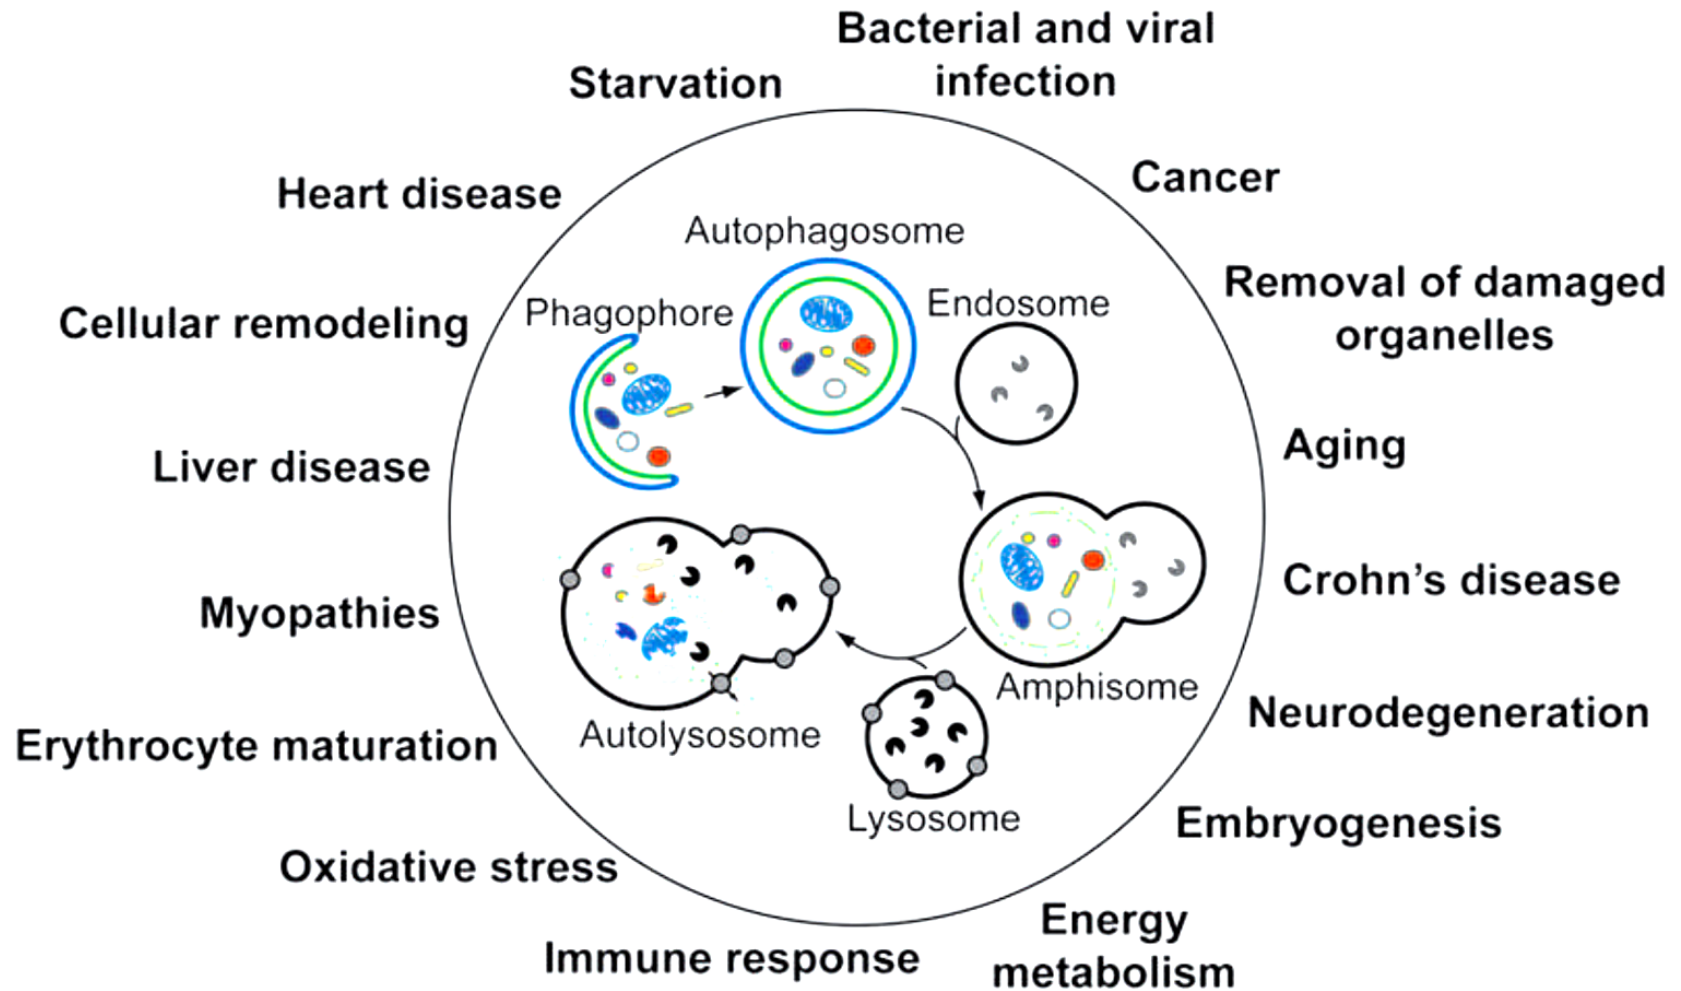 Bacterial and viral
infection
Starvation
Cancer
Heart disease
Autophagosome
Removal of damaged
organelles
Endosome
Phagophore
Cellular remodeling
Aging
Liver disease
Crohn’s disease
Myopathies
Amphisome
Neurodegeneration
Autolysosome
Erythrocyte maturation
Lysosome
Embryogenesis
Oxidative stress
Energy
metabolism
Immune response